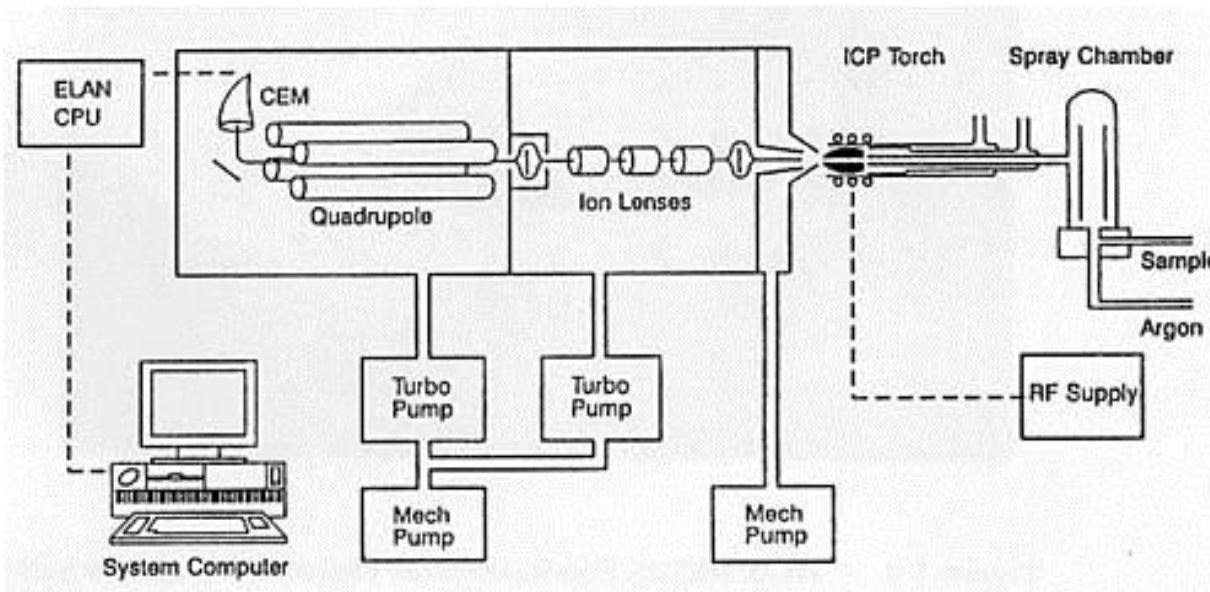 ICP Torch
Spray Chamber
ELAN
CPU
CEM
Quadrupole
Ion Lenses
Sample
Argon
Turbo
Pump
Turbo
Pump
RF Supply
Mech
Pump
Mech
Pump
System Computer